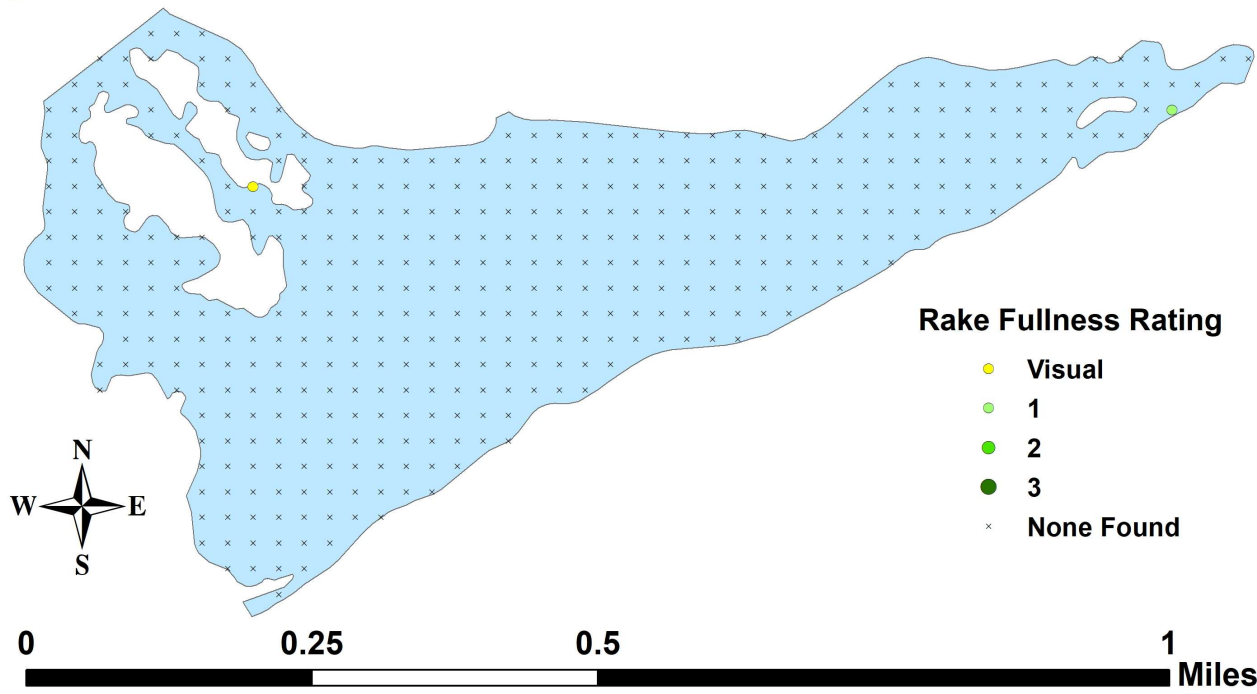 Rake Fullness Rating
Visual
1
2
3
None Found
N
W E
S
0 0.25 0.5 1
Miles